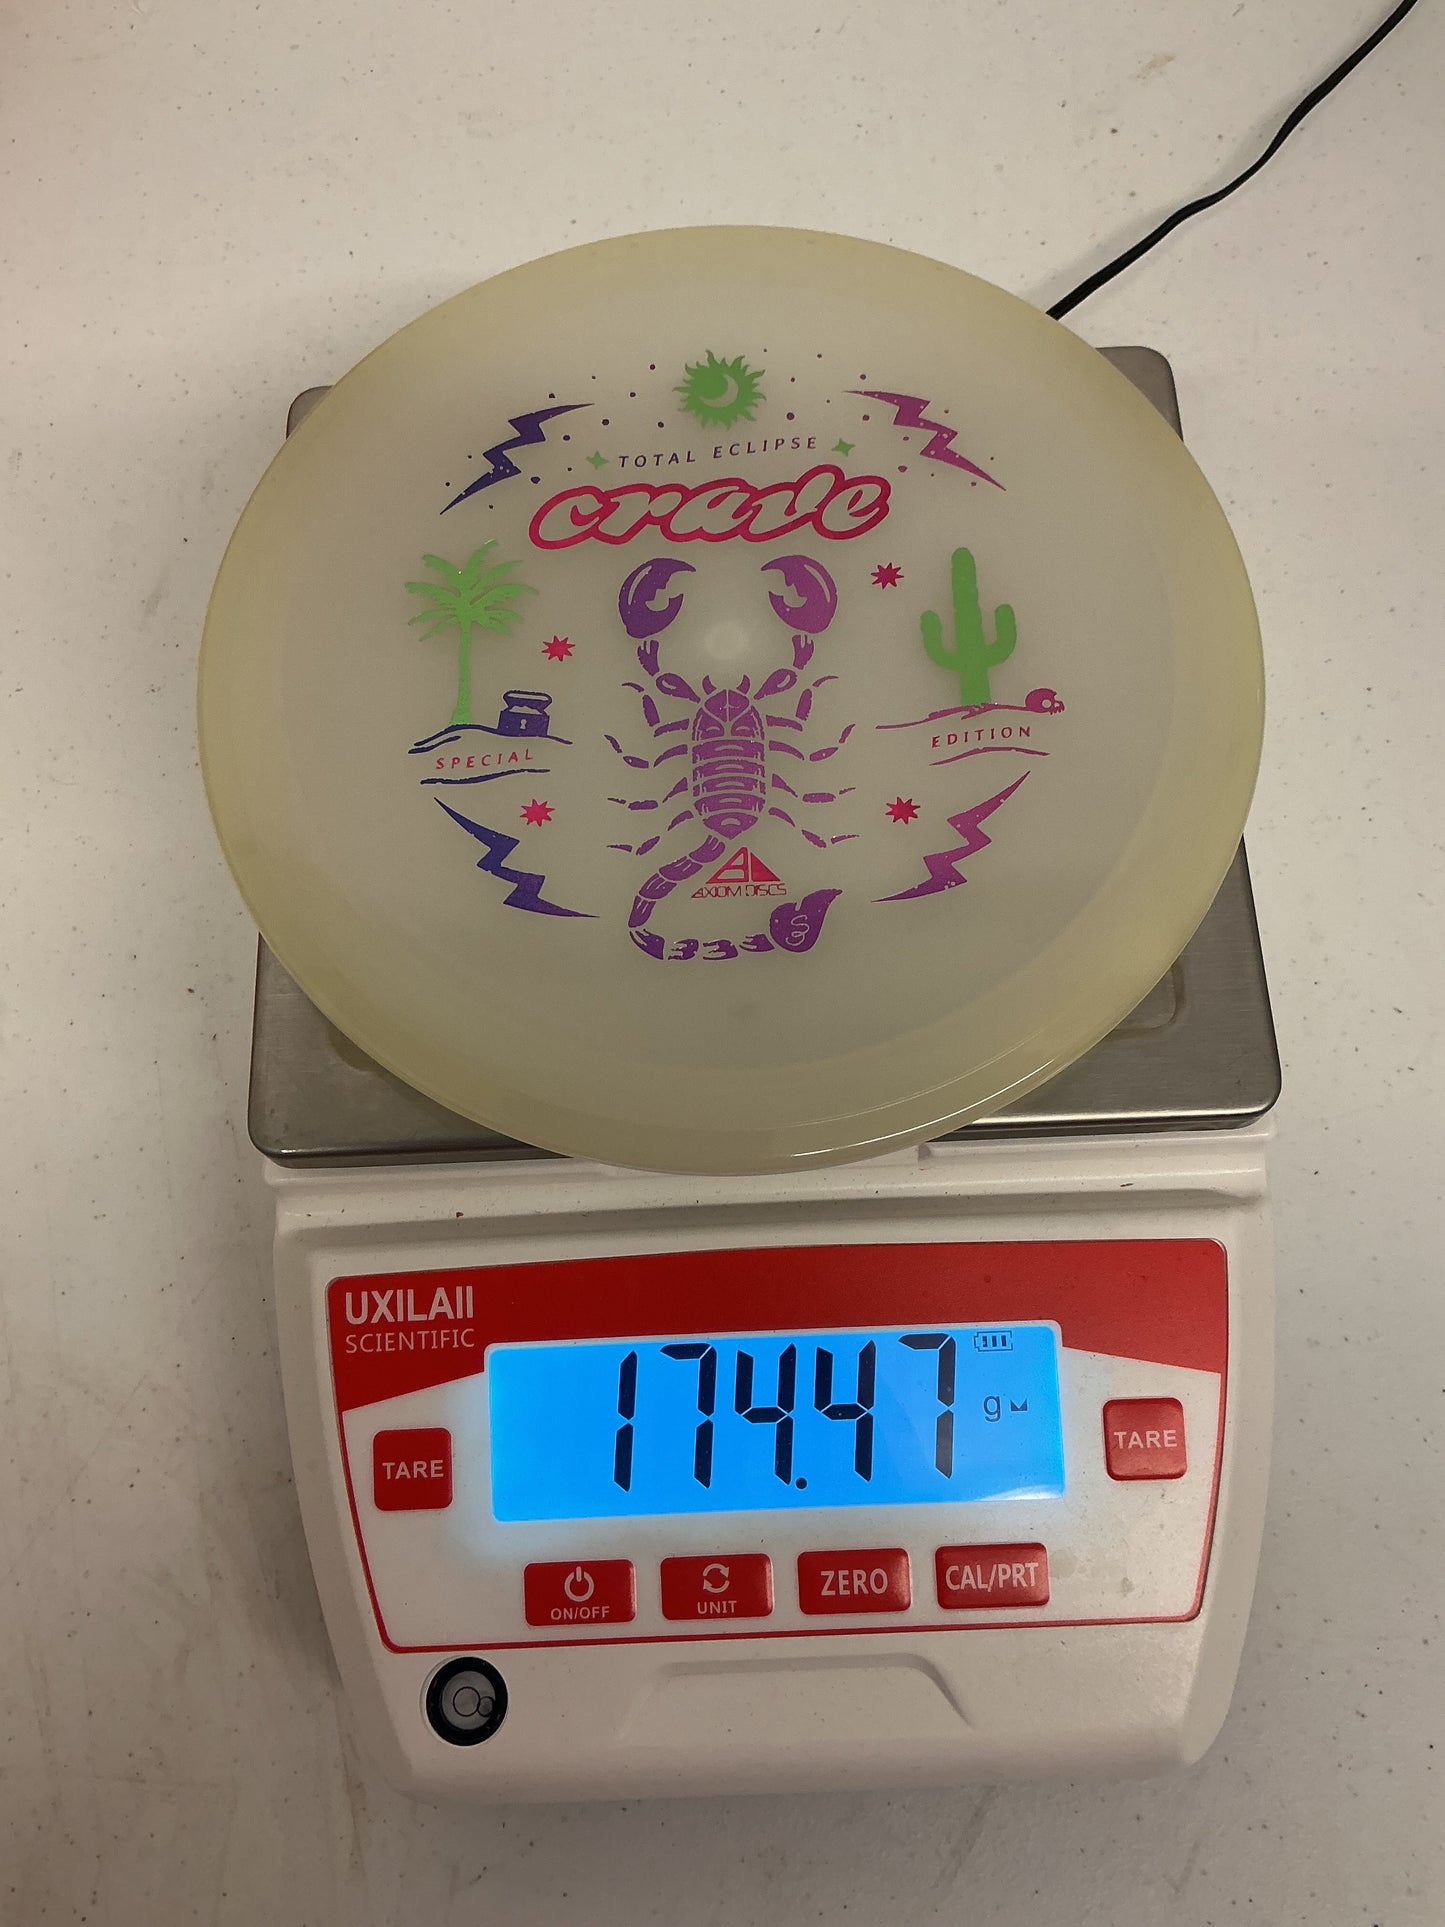 TOTAL ECLIPSE
crave
SPECIAL
EDITION
AXIOM DISCS
UXILAII
SCIENTIFIC
174.47
g
TARE
TARE
ON/OFF
UNIT
ZERO
CAL/PRT